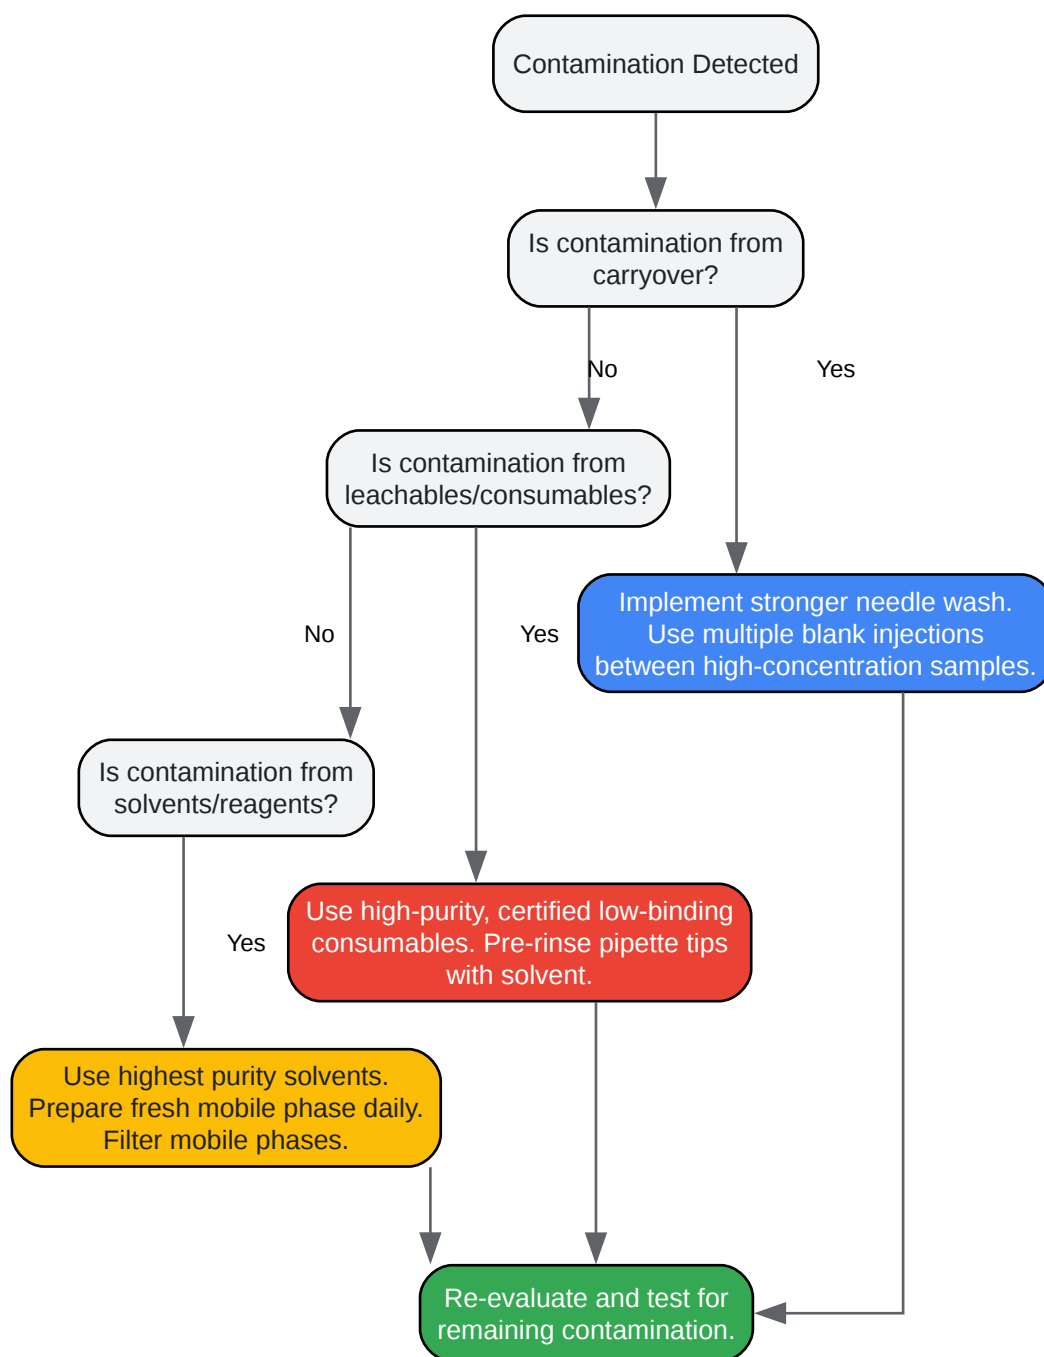 Contamination Detected
Is contamination from
carryover?
No
Yes
Is contamination from
leachables/consumables?
Implement stronger needle wash.
Use multiple blank injections
between high-concentration samples.
No
Yes
Is contamination from
solvents/reagents?
Use high-purity, certified low-binding
consumables. Pre-rinse pipette tips
with solvent.
Yes
Use highest purity solvents.
Prepare fresh mobile phase daily.
Filter mobile phases.
Re-evaluate and test for
remaining contamination.